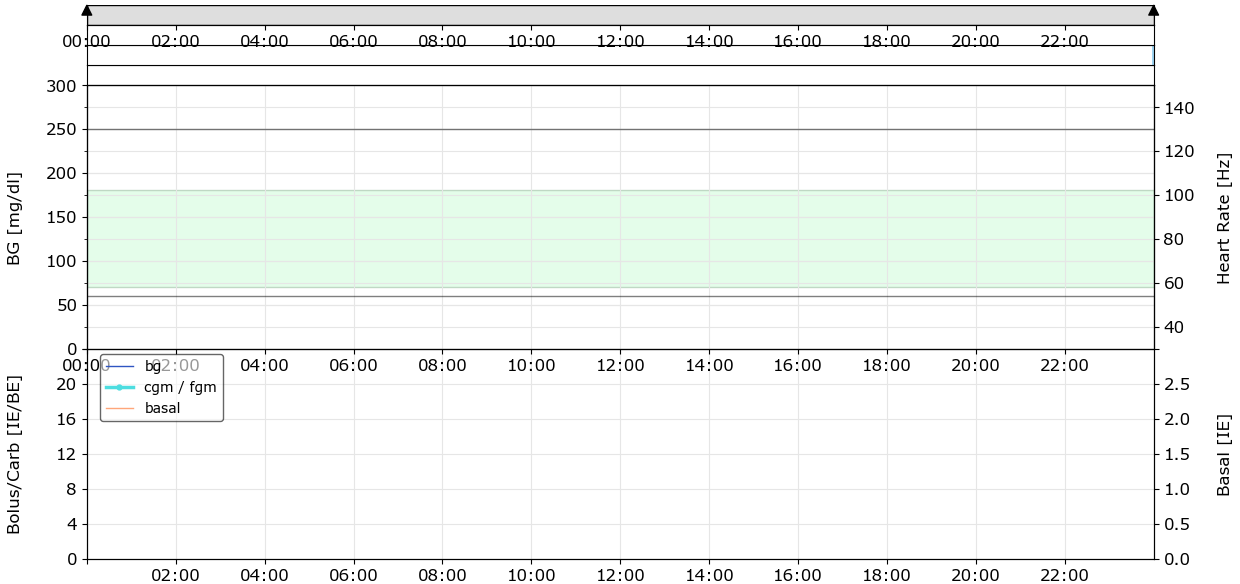 00:00 02:00 04:00 06:00 08:00 10:00 12:00 14:00 16:00 18:00 20:00 22:00
300
250
200
150
100
50
0
BG [mg/dl]
140
120
100
80
60
40
Heart Rate [Hz]
00:00 02:00 04:00 06:00 08:00 10:00 12:00 14:00 16:00 18:00 20:00 22:00
bg
cgm / fgm
basal
20
16
12
8
4
0
Bolus/Carb [IE/BE]
2.5
2.0
1.5
1.0
0.5
0.0
Basal [IE]
02:00 04:00 06:00 08:00 10:00 12:00 14:00 16:00 18:00 20:00 22:00